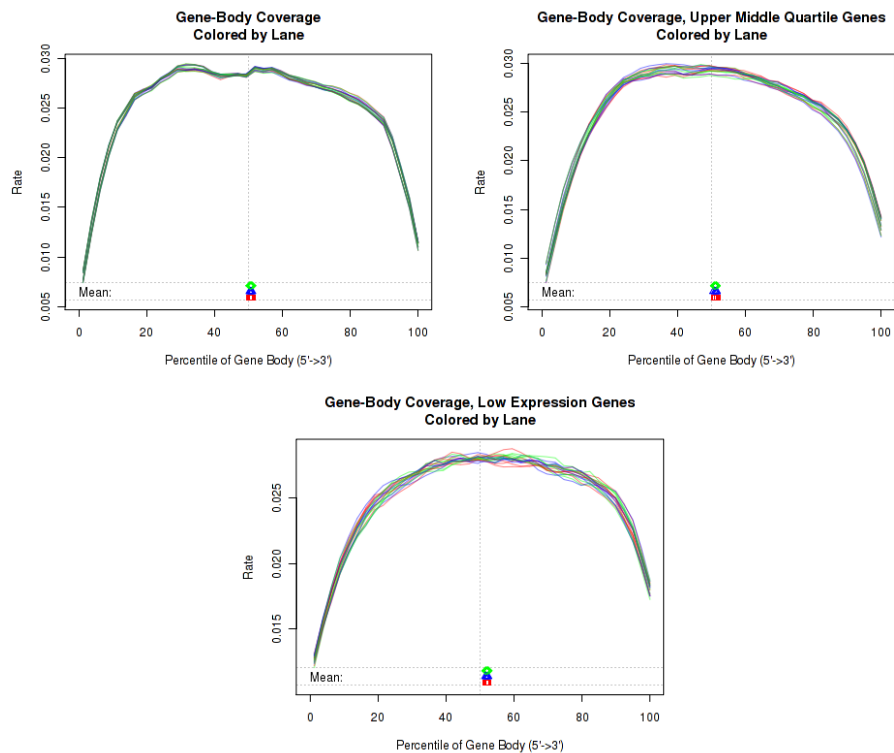 Gene-Body Coverage
Colored by Lane
Rate
0.030
0.025
0.020
0.015
0.010
0.005
Mean:
0 20 40 60 80 100
Percentile of Gene Body (5'->3')
Gene-Body Coverage, Upper Middle Quartile Genes
Colored by Lane
Rate
0.030
0.025
0.020
0.015
0.010
0.005
Mean:
0 20 40 60 80 100
Percentile of Gene Body (5'->3')
Gene-Body Coverage, Low Expression Genes
Colored by Lane
Rate
0.025
0.020
0.015
Mean:
0 20 40 60 80 100
Percentile of Gene Body (5'->3')